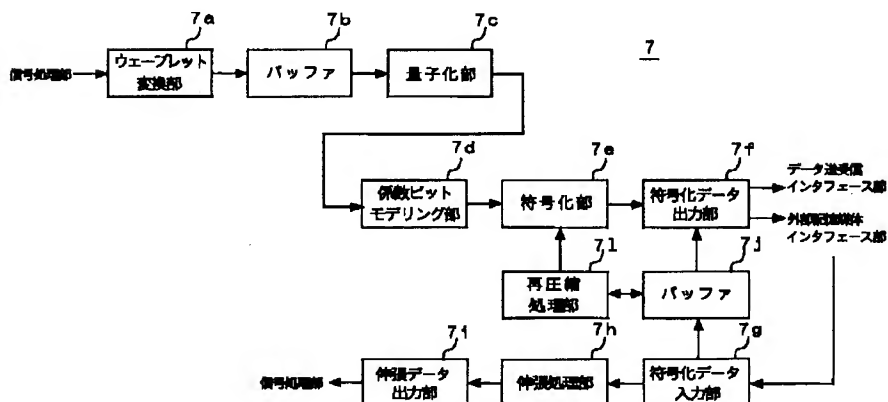 7a
7b
7c
7
信号処理部
ウェーブレット
変換部
バッファ
量子化部
7d
7e
7f
係数ビット
モデリング部
符号化部
符号化データ
出力部
データ送受信
インタフェース部
外部記憶媒体
インタフェース部
7l
7j
再圧縮
処理部
バッファ
7i
7h
7g
信号処理部
伸張データ
出力部
伸張処理部
符号化データ
入力部